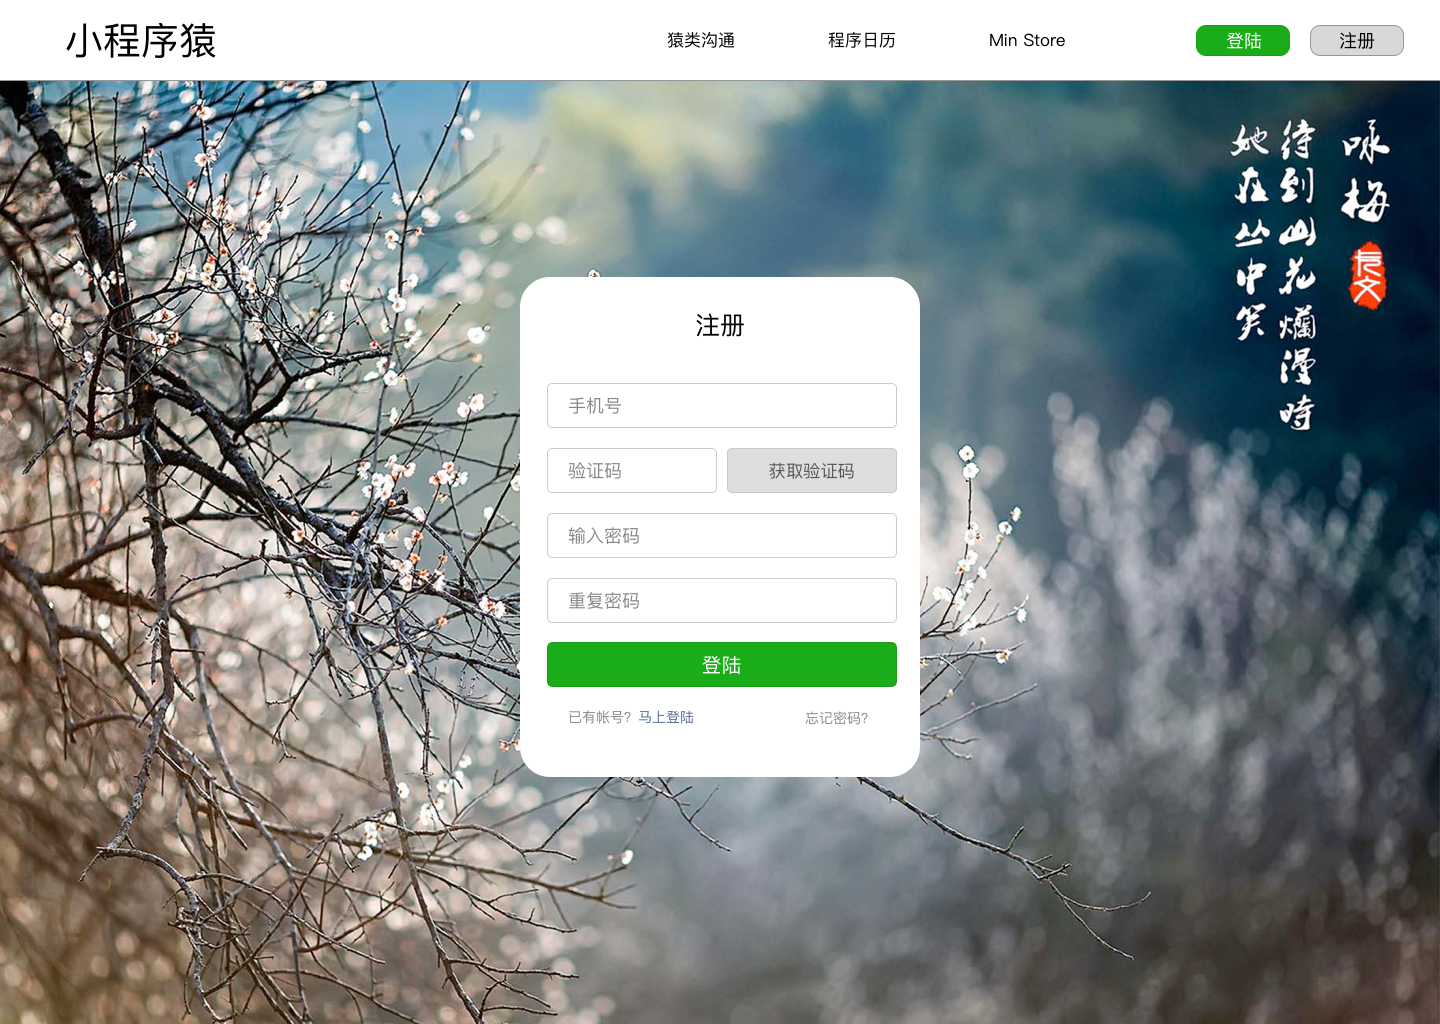 小程序猿
猿类沟通
程序日历
Min Store
登陆
注册
咏梅
待到山花爛漫時
她在丛中笑
注册
手机号
验证码
获取验证码
输入密码
重复密码
登陆
已有帐号？马上登陆
忘记密码？